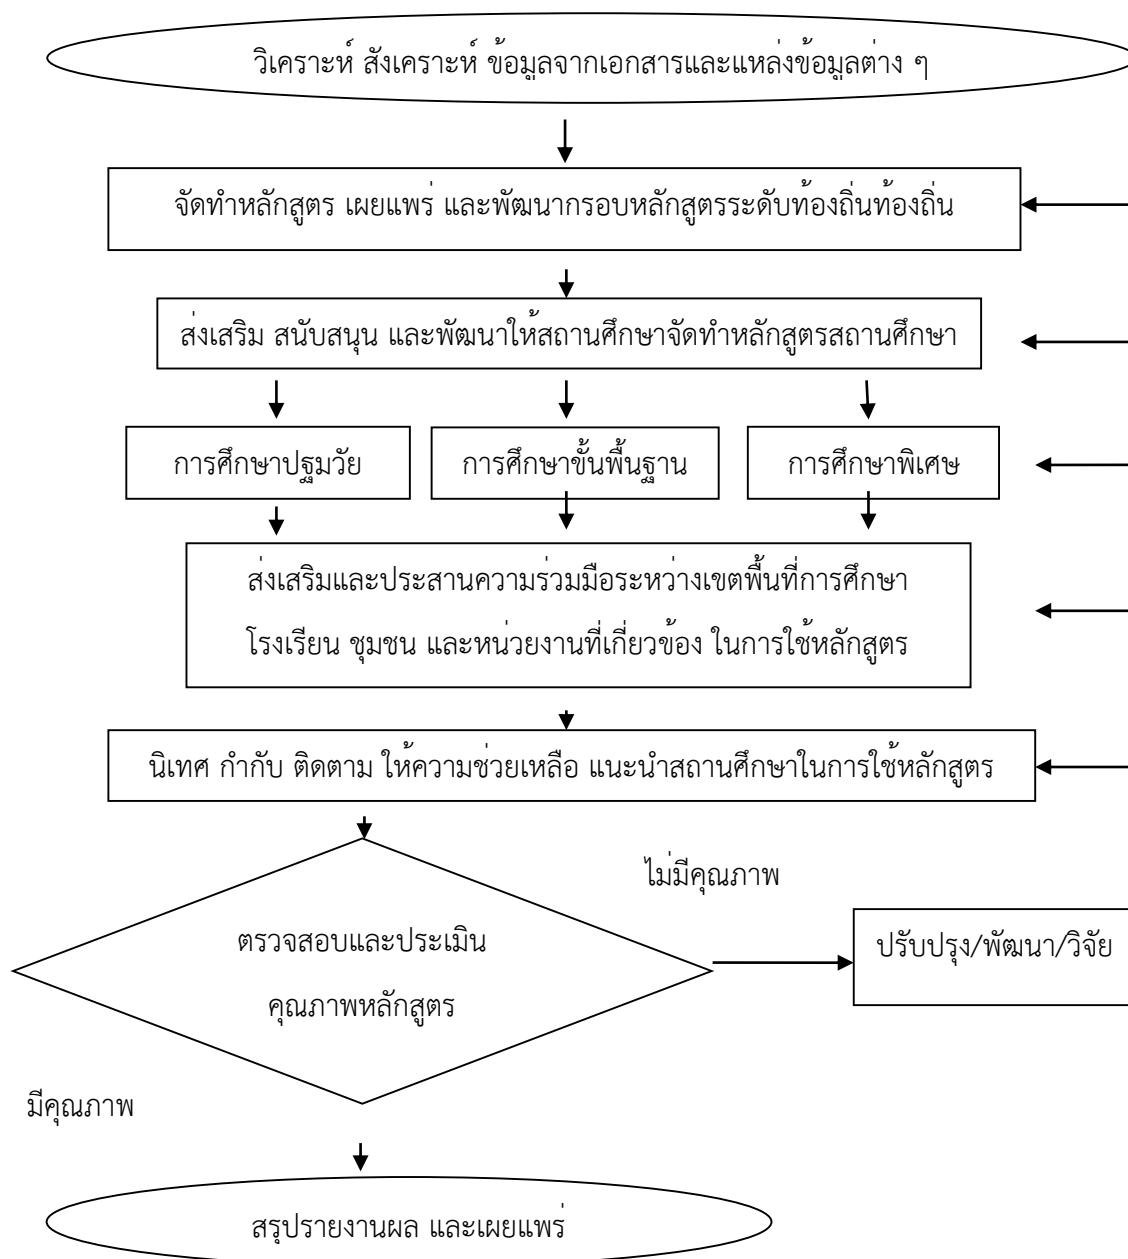 วิเคราะห์ สังเคราะห์ ข้อมูลจากเอกสารและแหล่งข้อมูลต่าง ๆ
จัดทำหลักสูตร เผยแพร่ และพัฒนากรอบหลักสูตรระดับท้องถิ่นท้องถิ่น
ส่งเสริม สนับสนุน และพัฒนาให้สถานศึกษาจัดทำหลักสูตรสถานศึกษา
การศึกษาปฐมวัย
การศึกษาขั้นพื้นฐาน
การศึกษาพิเศษ
ส่งเสริมและประสานความร่วมมือระหว่างเขตพื้นที่การศึกษา
โรงเรียน ชุมชน และหน่วยงานที่เกี่ยวข้อง ในการใช้หลักสูตร
นิเทศ กำกับ ติดตาม ให้ความช่วยเหลือ แนะนำสถานศึกษาในการใช้หลักสูตร
ไม่มีคุณภาพ
ตรวจสอบและประเมิน
คุณภาพหลักสูตร
ปรับปรุง/พัฒนา/วิจัย
มีคุณภาพ
สรุปรายงานผล และเผยแพร่